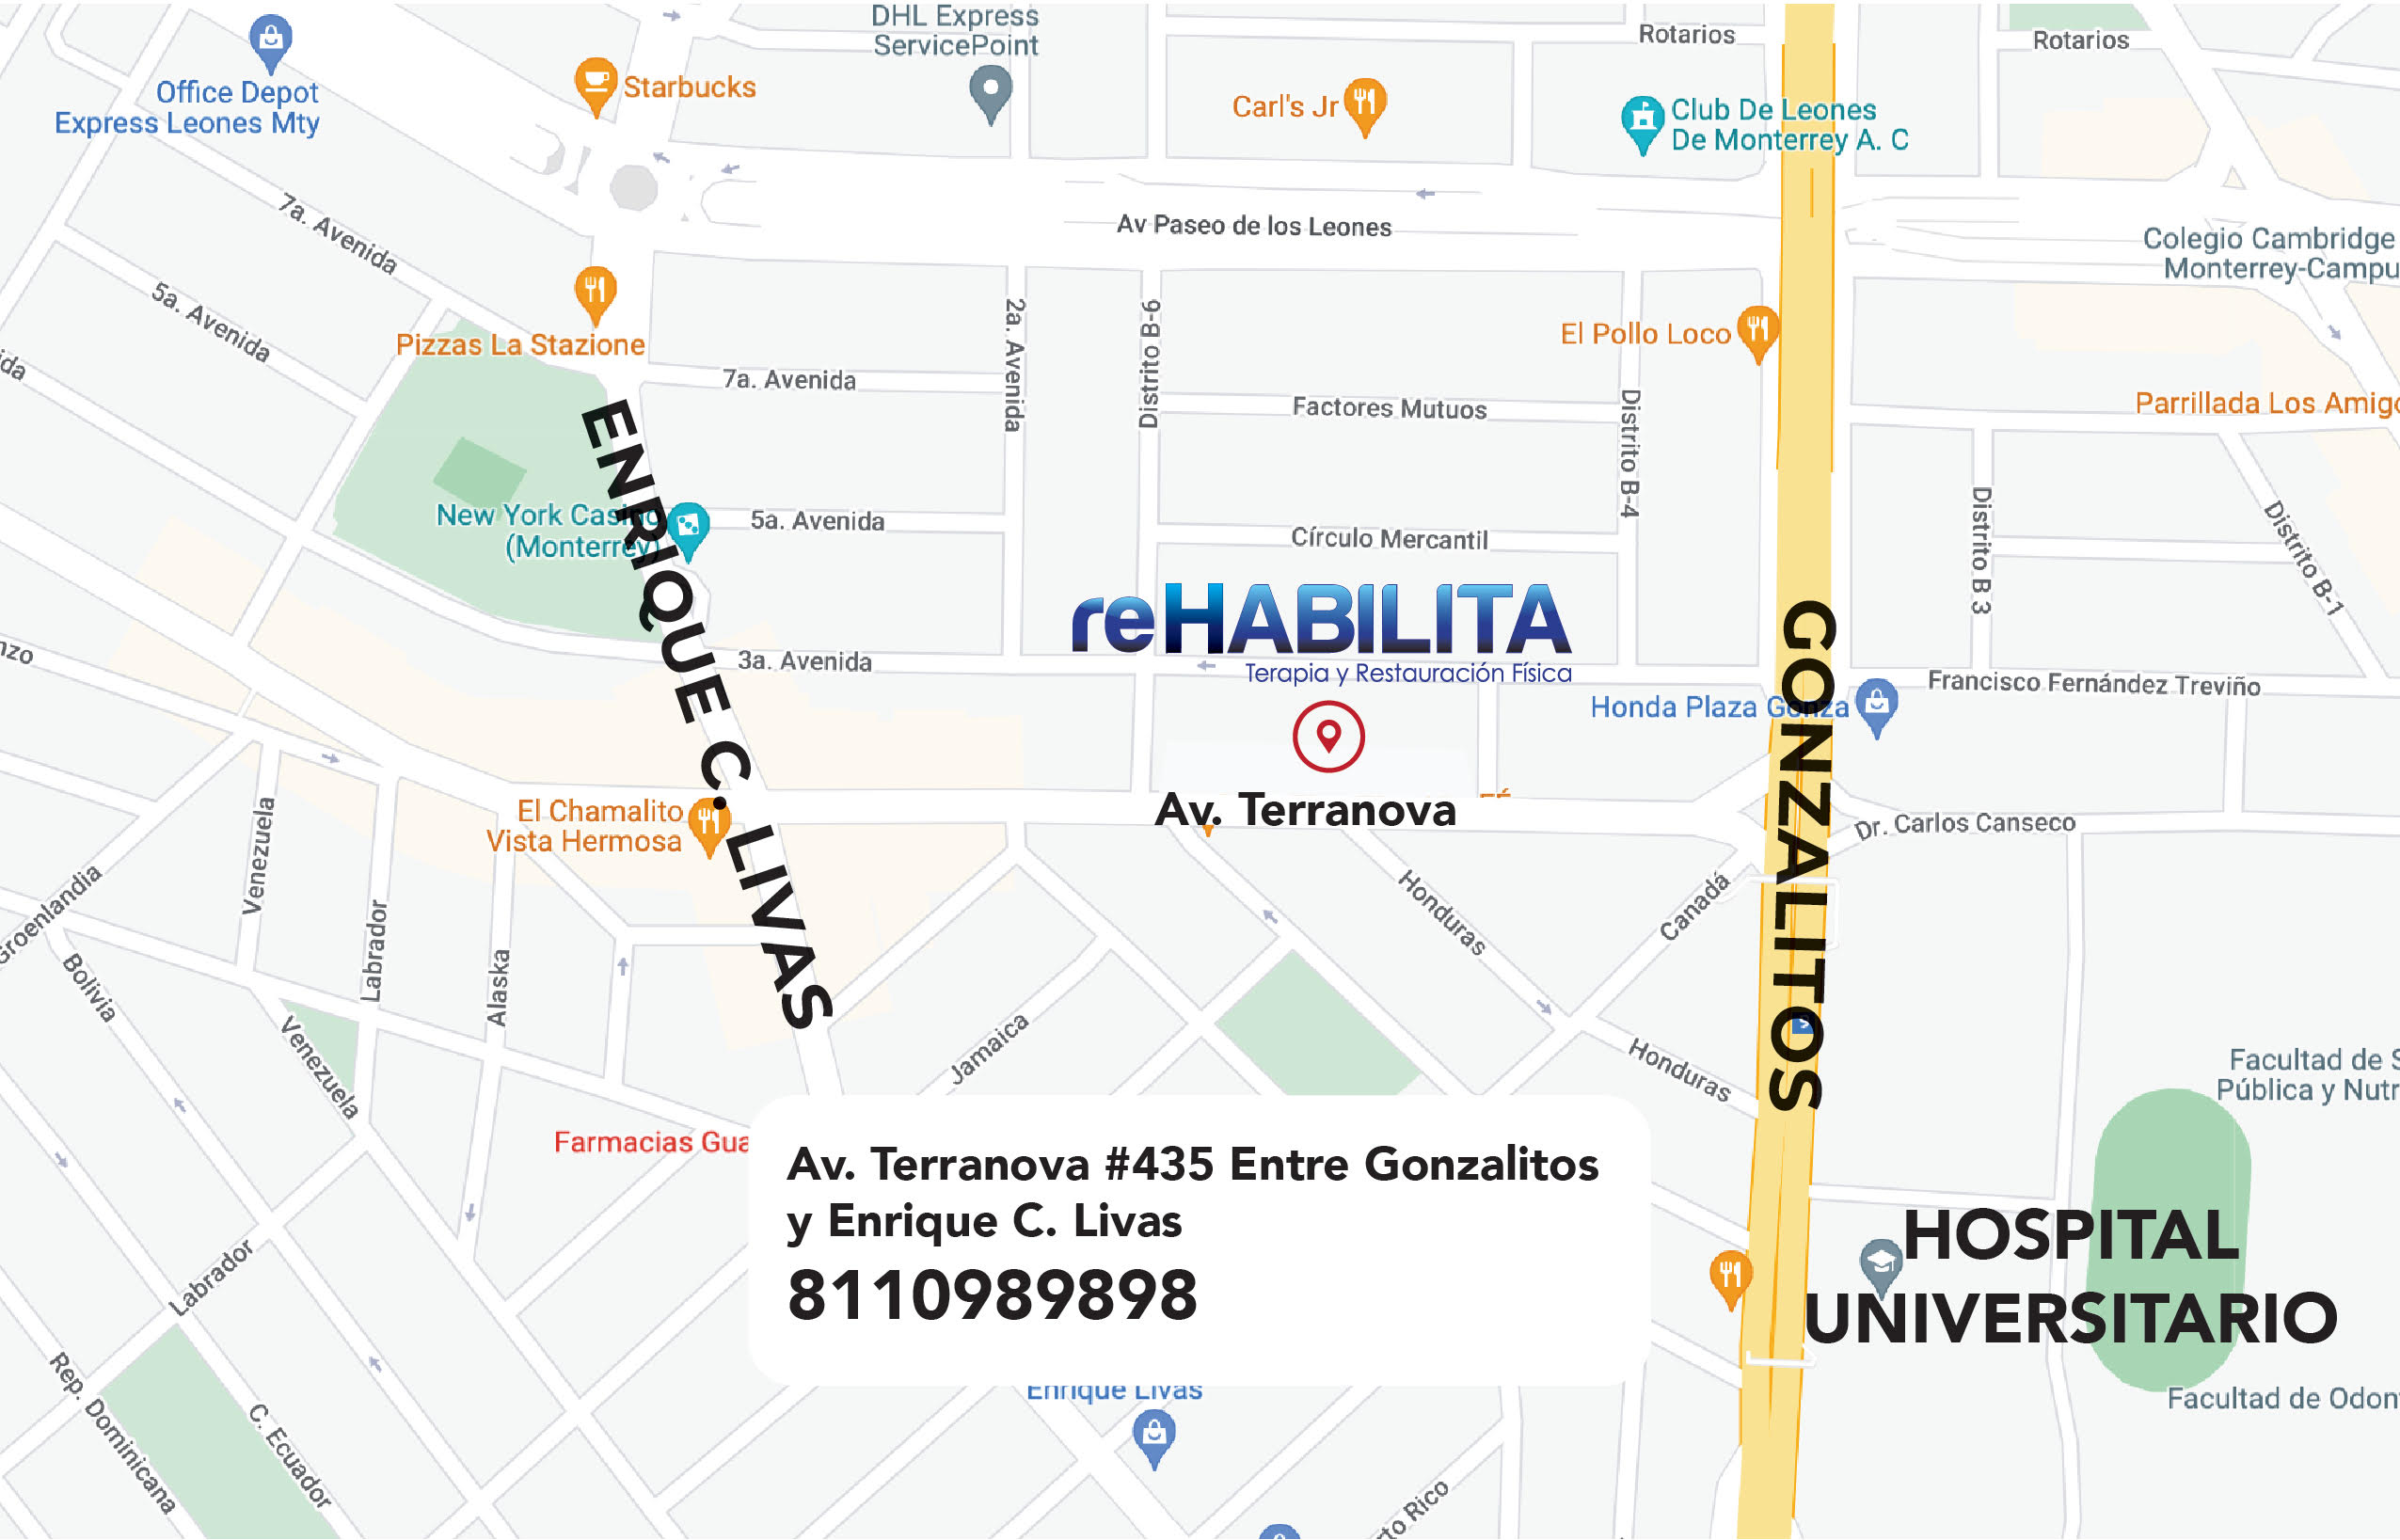 DHL Express
ServicePoint
Rotarios
Rotarios
Office Depot
Express Leones Mty
Starbucks
Carl's Jr
Club De Leones
De Monterrey A. C
7a. Avenida
Av Paseo de los Leones
Colegio Cambridge
Monterrey-Campu
5a. Avenida
Pizzas La Stazione
2a. Avenida
Distrito B-6
El Pollo Loco
ida
7a. Avenida
Factores Mutuos
Distrito B-4
Parrillada Los Amigo
ENRIQUE C. LIVAS
New York Casino
(Monterrey)
5a. Avenida
Círculo Mercantil
Distrito B 3
Distrito B-1
reHABILITA
Terapia y Restauración Física
GONZALITOS
nzo
3a. Avenida
Francisco Fernández Treviño
Honda Plaza Gonza
El Chamalito
Vista Hermosa
Av. Terranova
Dr. Carlos Canseco
Venezuela
Groenlandia
Labrador
Alaska
Bolivia
Honduras
Canadá
Venezuela
Jamaica
Honduras
Facultad de S
Pública y Nutr
Farmacias Gua
Av. Terranova #435 Entre Gonzalitos
y Enrique C. Livas
8110989898
HOSPITAL
UNIVERSITARIO
Labrador
Rep. Dominicana
C. Ecuador
Enrique Livas
Facultad de Odon
to Rico